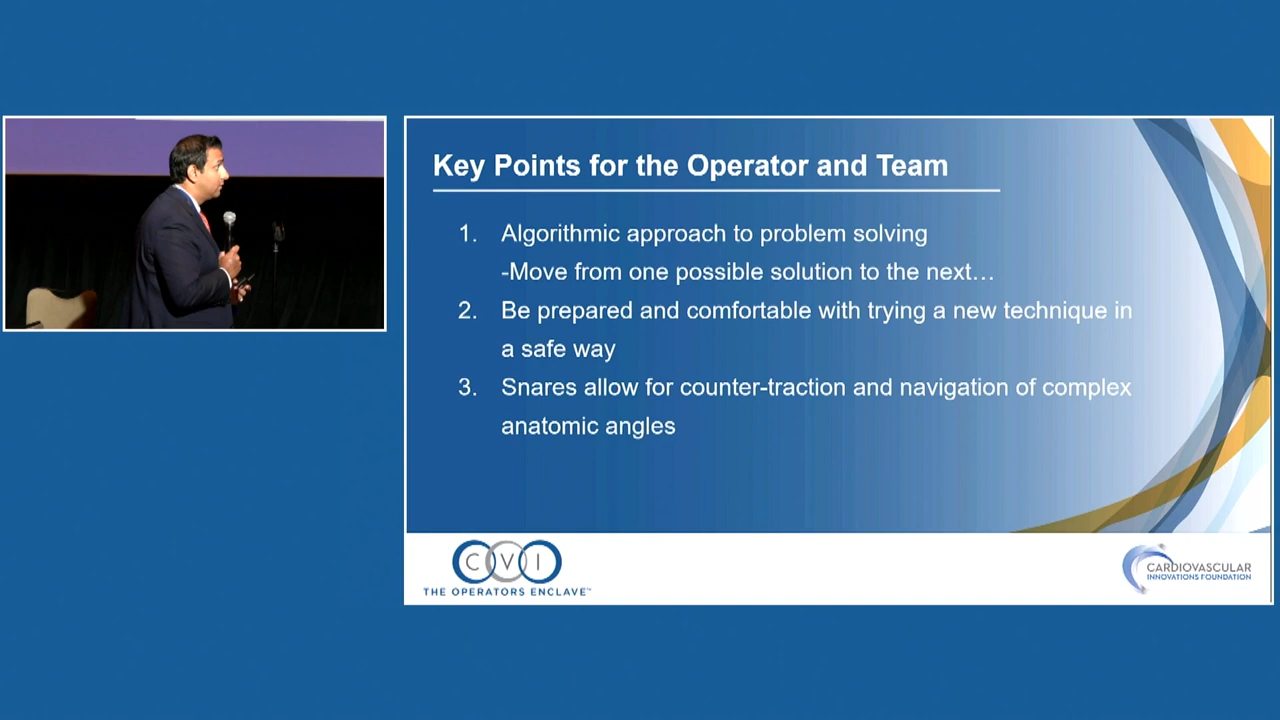 Key Points for the Operator and Team
1. Algorithmic approach to problem solving
-Move from one possible solution to the next…
2. Be prepared and comfortable with trying a new technique in
a safe way
3. Snares allow for counter-traction and navigation of complex
anatomic angles
CVI
THE OPERATORS ENCLAVE™
CARDIOVASCULAR
INNOVATIONS FOUNDATION